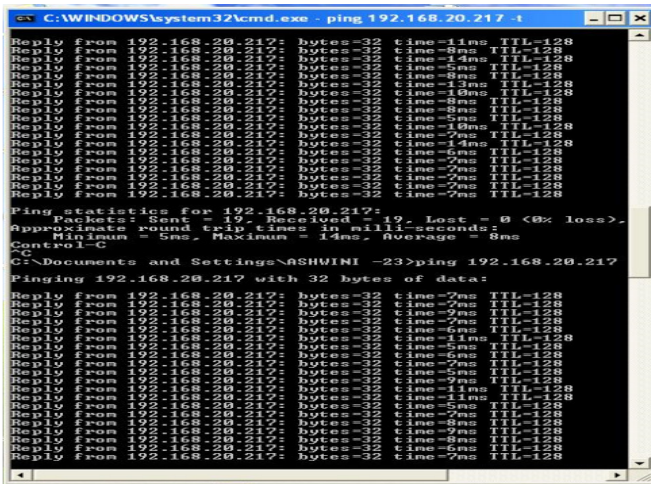 C:\WINDOWS\system32\cmd.exe - ping 192.168.20.217 -t
Reply from 192.168.20.217: bytes=32 time=11ms TTL=128
Reply from 192.168.20.217: bytes=32 time=8ms TTL=128
Reply from 192.168.20.217: bytes=32 time=14ms TTL=128
Reply from 192.168.20.217: bytes=32 time=5ms TTL=128
Reply from 192.168.20.217: bytes=32 time=8ms TTL=128
Reply from 192.168.20.217: bytes=32 time=13ms TTL=128
Reply from 192.168.20.217: bytes=32 time=10ms TTL=128
Reply from 192.168.20.217: bytes=32 time=8ms TTL=128
Reply from 192.168.20.217: bytes=32 time=8ms TTL=128
Reply from 192.168.20.217: bytes=32 time=5ms TTL=128
Reply from 192.168.20.217: bytes=32 time=10ms TTL=128
Reply from 192.168.20.217: bytes=32 time=7ms TTL=128
Reply from 192.168.20.217: bytes=32 time=14ms TTL=128
Reply from 192.168.20.217: bytes=32 time=6ms TTL=128
Reply from 192.168.20.217: bytes=32 time=7ms TTL=128
Reply from 192.168.20.217: bytes=32 time=7ms TTL=128
Reply from 192.168.20.217: bytes=32 time=7ms TTL=128
Reply from 192.168.20.217: bytes=32 time=7ms TTL=128
Ping statistics for 192.168.20.217:
Packets: Sent = 19, Received = 19, Lost = 0 (0% loss),
Approximate round trip times in milli-seconds:
Minimum = 5ms, Maximum = 14ms, Average = 8ms
Control-C
^C
C:\Documents and Settings\ASHWINI -23>ping 192.168.20.217
Pinging 192.168.20.217 with 32 bytes of data:
Reply from 192.168.20.217: bytes=32 time=7ms TTL=128
Reply from 192.168.20.217: bytes=32 time=7ms TTL=128
Reply from 192.168.20.217: bytes=32 time=9ms TTL=128
Reply from 192.168.20.217: bytes=32 time=7ms TTL=128
Reply from 192.168.20.217: bytes=32 time=6ms TTL=128
Reply from 192.168.20.217: bytes=32 time=11ms TTL=128
Reply from 192.168.20.217: bytes=32 time=5ms TTL=128
Reply from 192.168.20.217: bytes=32 time=6ms TTL=128
Reply from 192.168.20.217: bytes=32 time=7ms TTL=128
Reply from 192.168.20.217: bytes=32 time=5ms TTL=128
Reply from 192.168.20.217: bytes=32 time=9ms TTL=128
Reply from 192.168.20.217: bytes=32 time=11ms TTL=128
Reply from 192.168.20.217: bytes=32 time=11ms TTL=128
Reply from 192.168.20.217: bytes=32 time=5ms TTL=128
Reply from 192.168.20.217: bytes=32 time=7ms TTL=128
Reply from 192.168.20.217: bytes=32 time=8ms TTL=128
Reply from 192.168.20.217: bytes=32 time=9ms TTL=128
Reply from 192.168.20.217: bytes=32 time=8ms TTL=128
Reply from 192.168.20.217: bytes=32 time=6ms TTL=128
Reply from 192.168.20.217: bytes=32 time=7ms TTL=128